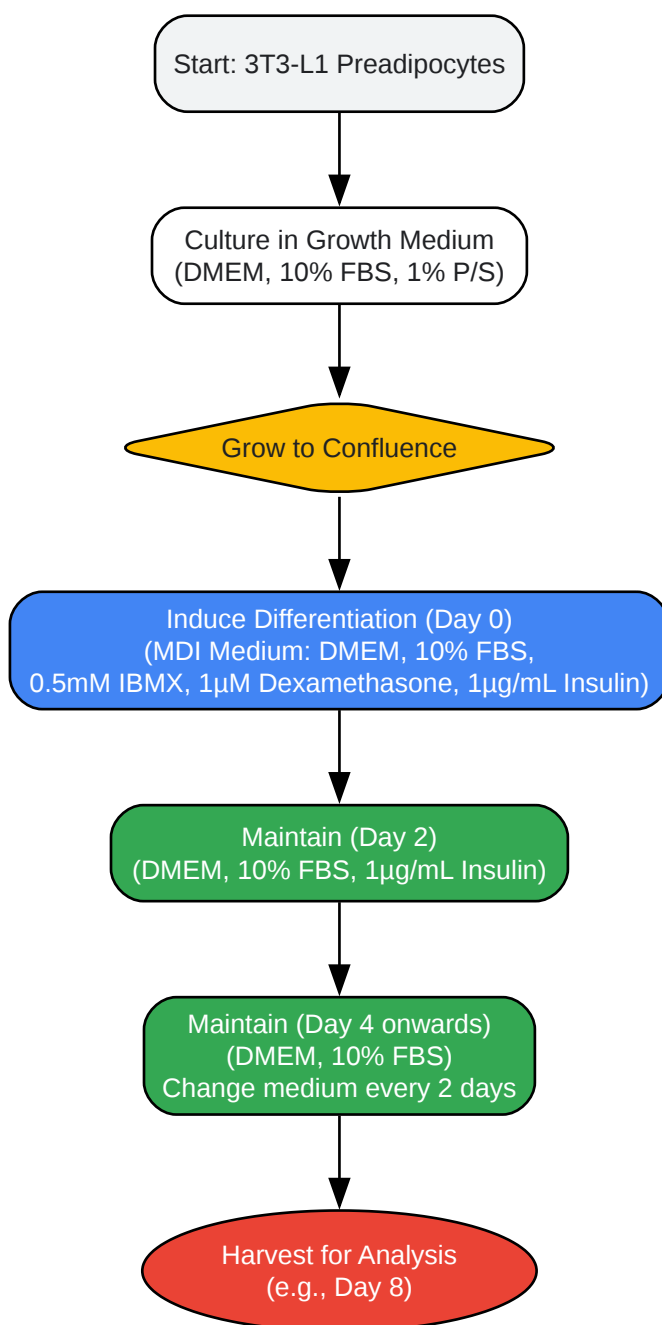 Start: 3T3-L1 Preadipocytes
Culture in Growth Medium
(DMEM, 10% FBS, 1% P/S)
Grow to Confluence
Induce Differentiation (Day 0)
(MDI Medium: DMEM, 10% FBS,
0.5mM IBMX, 1µM Dexamethasone, 1µg/mL Insulin)
Maintain (Day 2)
(DMEM, 10% FBS, 1µg/mL Insulin)
Maintain (Day 4 onwards)
(DMEM, 10% FBS)
Change medium every 2 days
Harvest for Analysis
(e.g., Day 8)